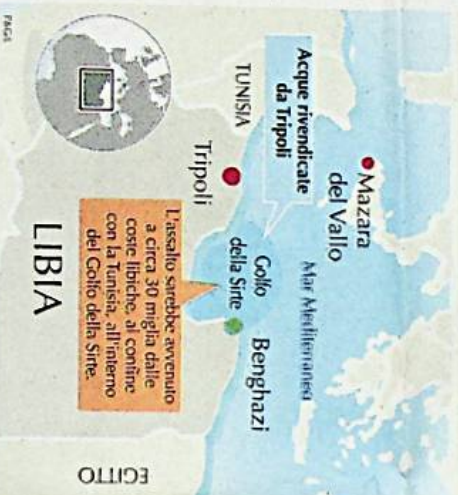 Mazara
del Vallo
Mar Mediterraneo
Acque rivendicate
da Tripoli
TUNISIA
Tripoli
Golfo
della Sirte
Benghazi
L'assalto sarebbe avvenuto
a circa 30 miglia dalle
coste libiche, al confine
con la Tunisia, all'interno
del Golfo della Sirte.
LIBIA
EGITTO
P&G